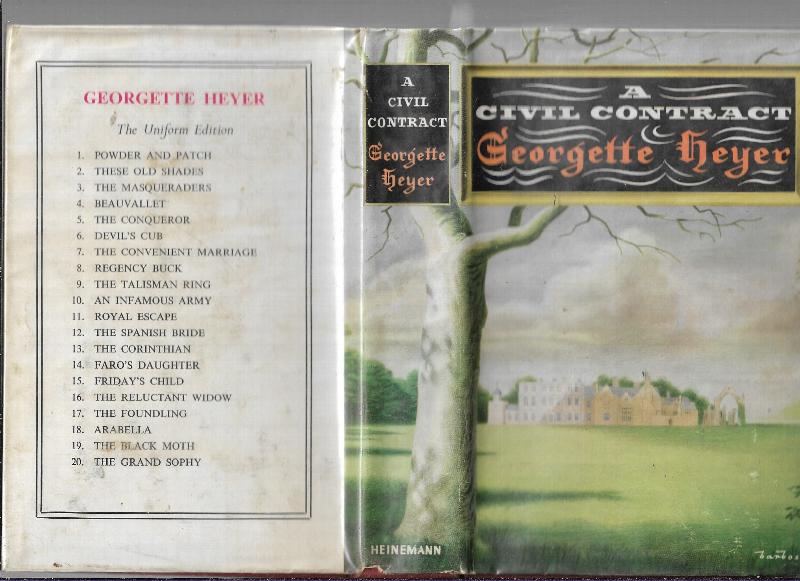 GEORGETTE HEYER
The Uniform Edition
1. POWDER AND PATCH
2. THESE OLD SHADES
3. THE MASQUERADERS
4. BEAUVALLET
5. THE CONQUEROR
6. DEVIL'S CUB
7. THE CONVENIENT MARRIAGE
8. REGENCY BUCK
9. THE TALISMAN RING
10. AN INFAMOUS ARMY
11. ROYAL ESCAPE
12. THE SPANISH BRIDE
13. THE CORINTHIAN
14. FARO'S DAUGHTER
15. FRIDAY'S CHILD
16. THE RELUCTANT WIDOW
17. THE FOUNDLING
18. ARABELLA
19. THE BLACK MOTH
20. THE GRAND SOPHY
A
CIVIL
CONTRACT
Georgette
Heyer
HEINEMANN
A
CIVIL CONTRACT
Georgette Heyer